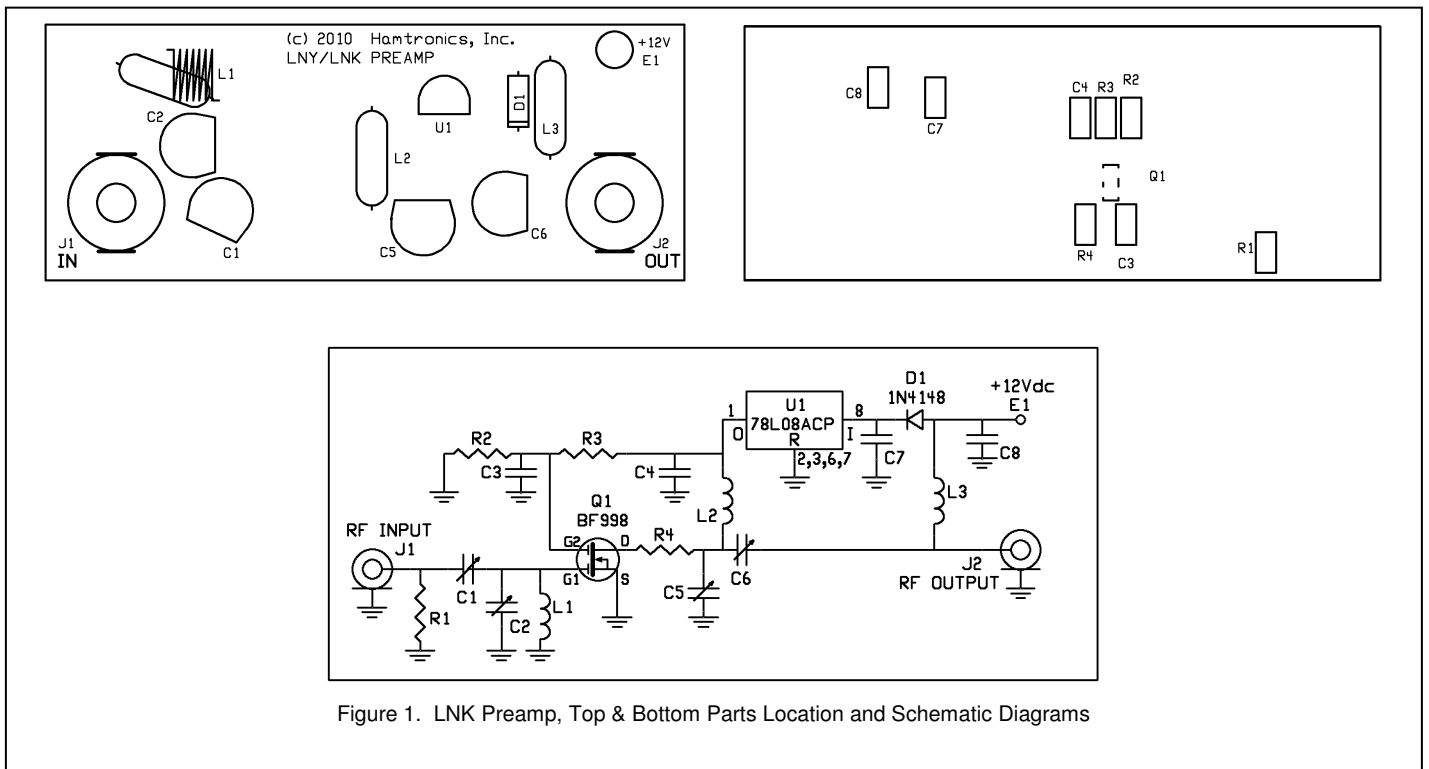 (c) 2010 Hamtronics, Inc.
LNY/LNK PREAMP
+12V
E1
L1
C2
U1
D1
L3
L2
J1
IN
C1
C5
C6
J2
OUT
C8
C7
C4 R3 R2
Q1
R4
C3
R1
D1
1N4148
+12Vdc
E1
U1
78L08ACP
R
1
O
8
I
2,3,6,7
C7
C8
R2
R3
C3
C4
L2
L3
Q1
BF998
G2
D
G1
S
R4
RF INPUT
J1
C1
C2
L1
R1
C5
C6
J2
RF OUTPUT
Figure 1. LNK Preamp, Top & Bottom Parts Location and Schematic Diagrams